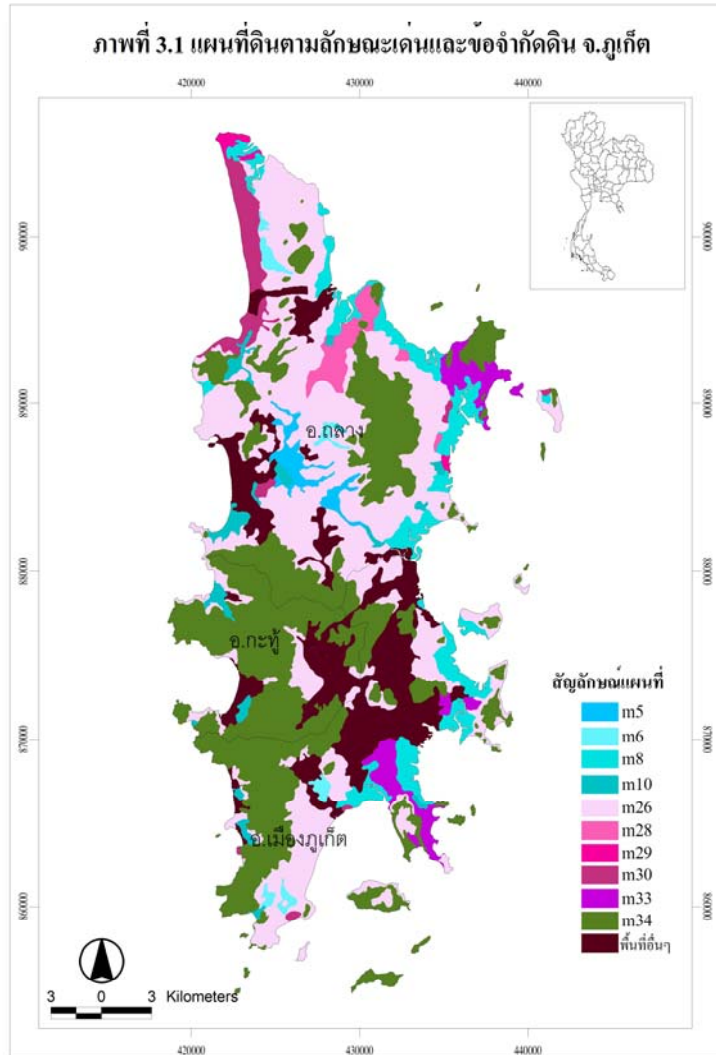 ภาพที่ 3.1 แผนที่ดินตามลักษณะเด่นและข้อจำกัดดิน จ.ภูเก็ต
420000 430000 440000
900000 900000
890000 890000
อ.ถลาง
880000 880000
อ.กะทู้
870000 870000
อ.เมืองภูเก็ต
860000 860000
สัญลักษณ์แผนที่
m5
m6
m8
m10
m26
m28
m29
m30
m33
m34
พื้นที่อื่นๆ
3 0 3 Kilometers
420000 430000 440000